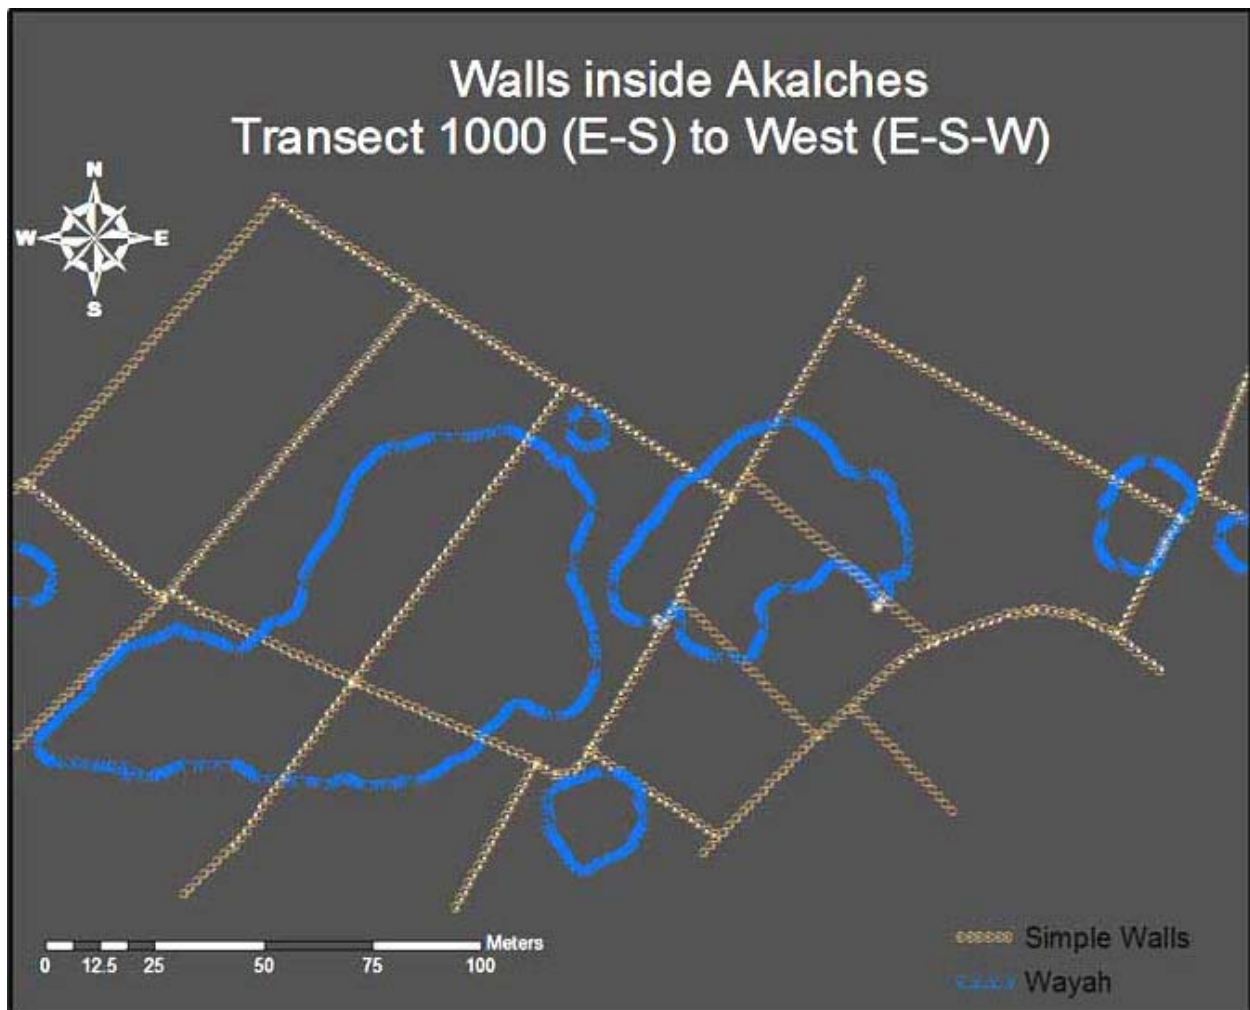 Walls inside Akalches
Transect 1000 (E-S) to West (E-S-W)
N
W E
S
Meters
0 12.5 25 50 75 100
Simple Walls
Wayah